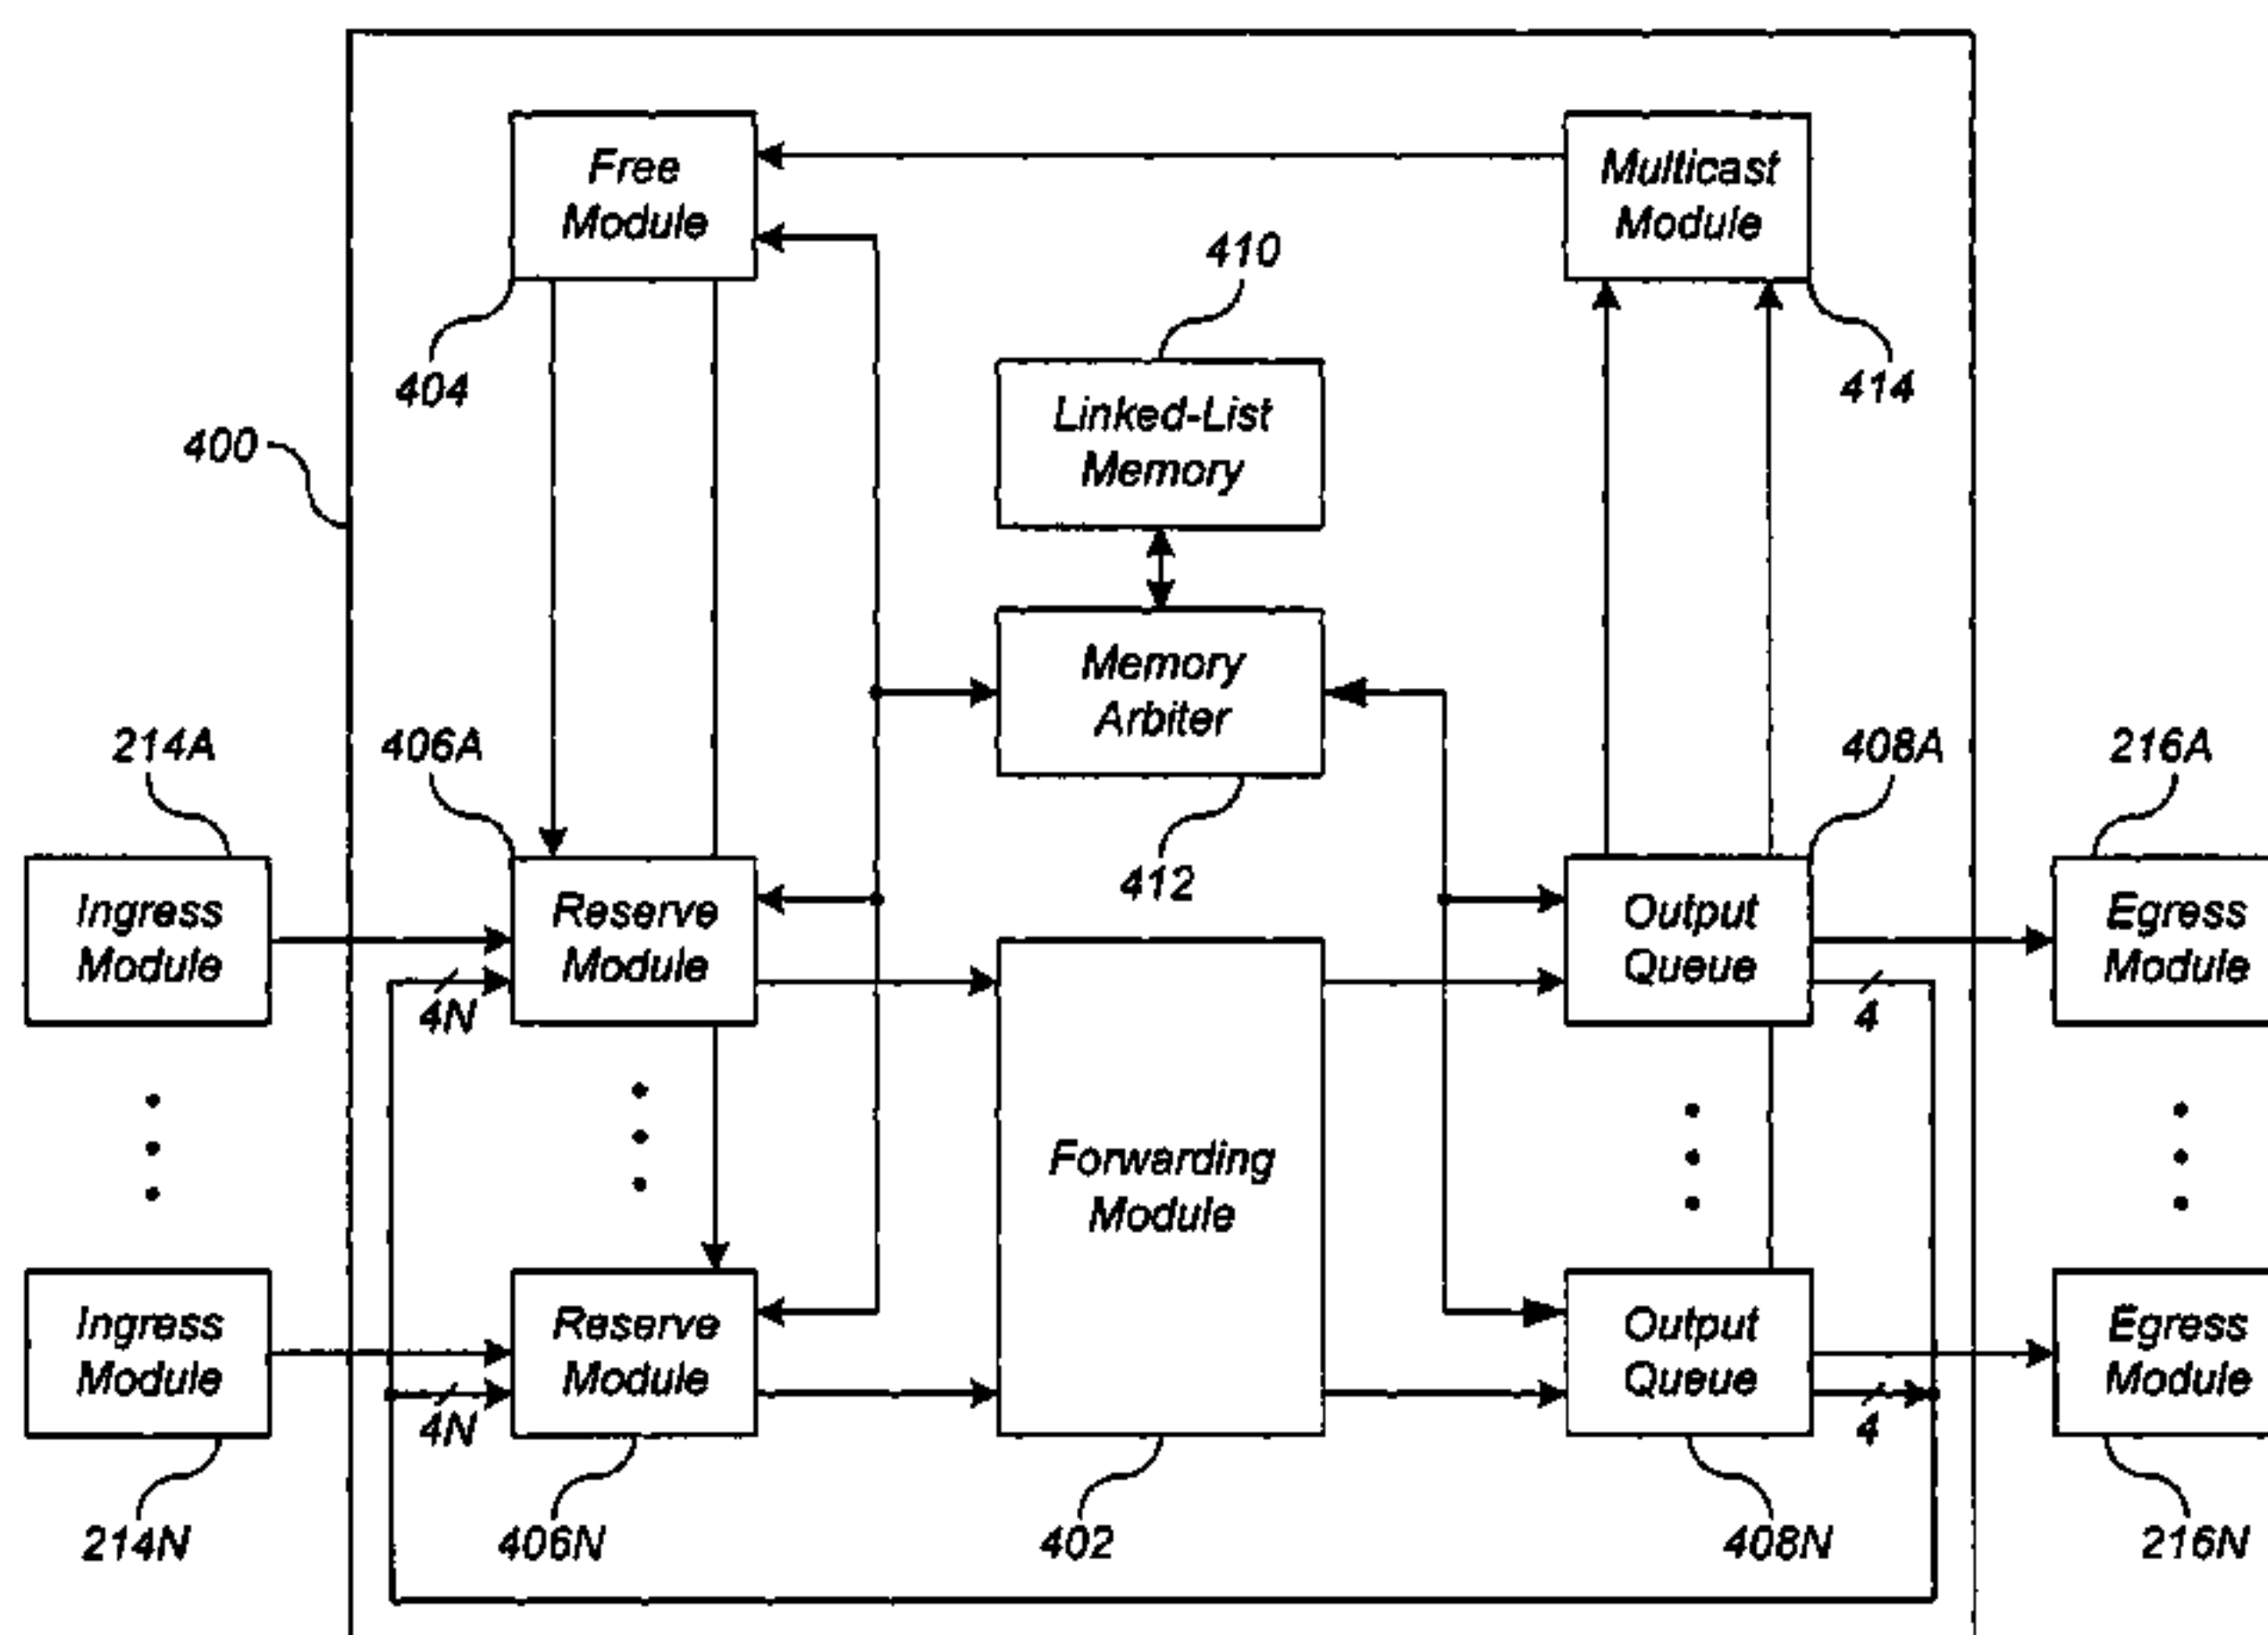 Free
Module
Multicast
Module
410
404
414
Linked-List
Memory
400
Memory
Arbiter
214A
406A
408A
216A
412
Ingress
Module
Reserve
Module
Output
Queue
Egress
Module
4N
4
Forwarding
Module
Ingress
Module
Reserve
Module
Output
Queue
Egress
Module
4N
4
214N
406N
402
408N
216N